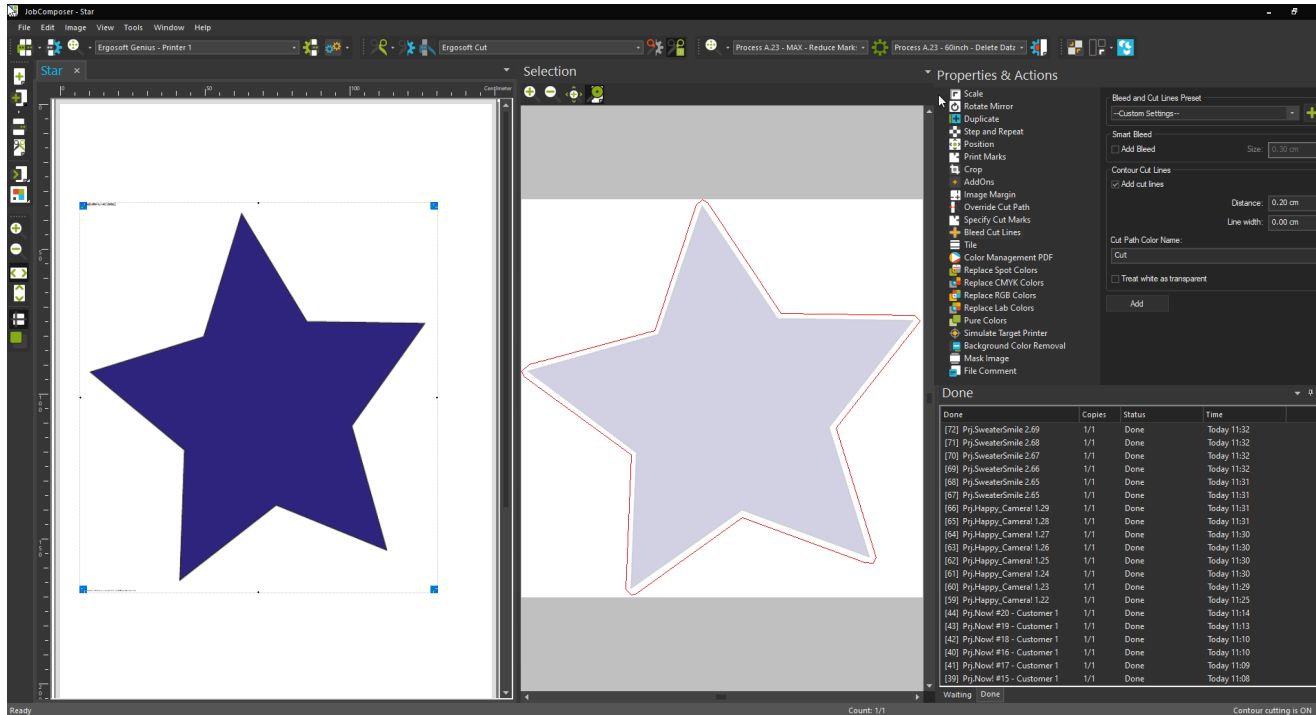 JobComposer - Star
File Edit Image View Tools Window Help
Ergosoft Genius - Printer 1
Ergosoft Cut
Process A.23 - MAX - Reduce Mark:
Process A.23 - 60inch - Delete Datz
Star ×
0 50 100 Centimeter
0
50
100
150
200
Selection
Properties & Actions
Scale
Rotate Mirror
Duplicate
Step and Repeat
Position
Print Marks
Crop
AddOns
Image Margin
Override Cut Path
Specify Cut Marks
Bleed Cut Lines
Tile
Color Management PDF
Replace Spot Colors
Replace CMYK Colors
Replace RGB Colors
Replace Lab Colors
Pure Colors
Simulate Target Printer
Background Color Removal
Mask Image
File Comment
Bleed and Cut Lines Preset
--Custom Settings--
Smart Bleed
Add Bleed Size: 0.30 cm
Contour Cut Lines
Add cut lines
Distance: 0.20 cm
Line width: 0.00 cm
Cut Path Color Name:
Cut
Treat white as transparent
Add
Done
Done Copies Status Time
[72] Prj.SweaterSmile 2.69 1/1 Done Today 11:32
[71] Prj.SweaterSmile 2.68 1/1 Done Today 11:32
[70] Prj.SweaterSmile 2.67 1/1 Done Today 11:32
[69] Prj.SweaterSmile 2.66 1/1 Done Today 11:32
[68] Prj.SweaterSmile 2.65 1/1 Done Today 11:31
[67] Prj.SweaterSmile 2.65 1/1 Done Today 11:31
[66] Prj.Happy_Camera! 1.29 1/1 Done Today 11:31
[65] Prj.Happy_Camera! 1.28 1/1 Done Today 11:31
[64] Prj.Happy_Camera! 1.27 1/1 Done Today 11:30
[63] Prj.Happy_Camera! 1.26 1/1 Done Today 11:30
[62] Prj.Happy_Camera! 1.25 1/1 Done Today 11:30
[61] Prj.Happy_Camera! 1.24 1/1 Done Today 11:30
[60] Prj.Happy_Camera! 1.23 1/1 Done Today 11:29
[59] Prj.Happy_Camera! 1.22 1/1 Done Today 11:25
[44] Prj.Now! #20 - Customer 1 1/1 Done Today 11:14
[43] Prj.Now! #19 - Customer 1 1/1 Done Today 11:13
[42] Prj.Now! #18 - Customer 1 1/1 Done Today 11:10
[40] Prj.Now! #16 - Customer 1 1/1 Done Today 11:10
[41] Prj.Now! #17 - Customer 1 1/1 Done Today 11:09
[39] Prj.Now! #15 - Customer 1 1/1 Done Today 11:08
Waiting Done
Ready Count: 1/1 Contour cutting is ON